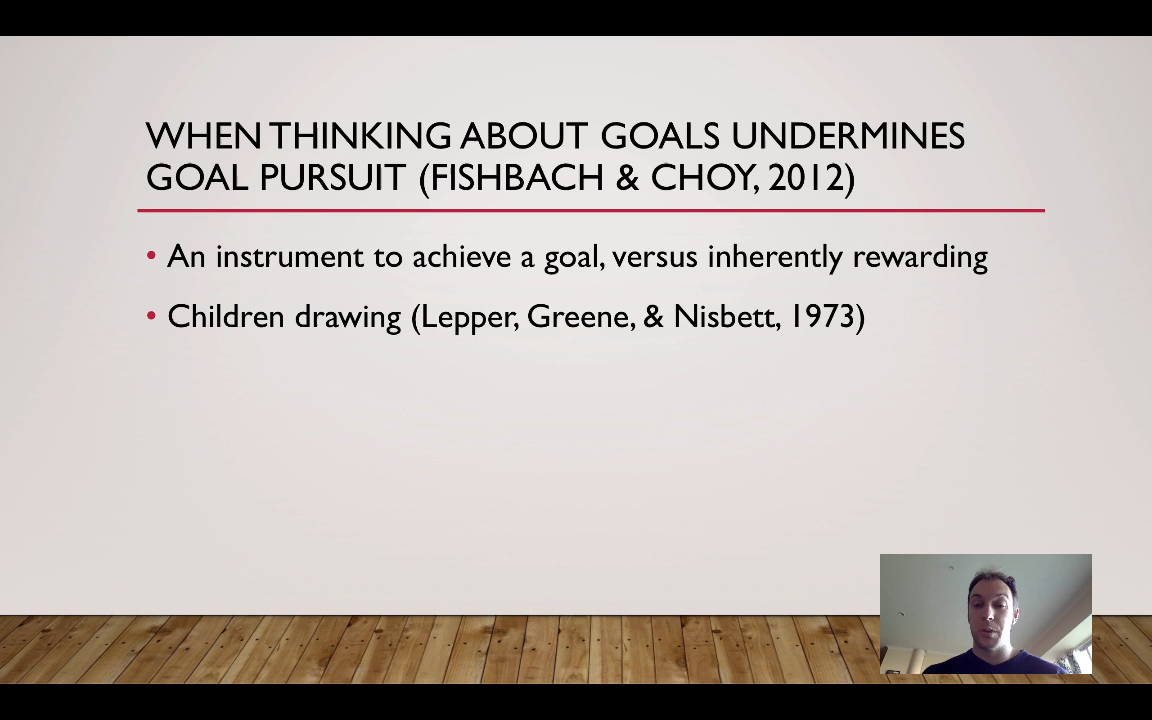 WHEN THINKING ABOUT GOALS UNDERMINES
GOAL PURSUIT (FISHBACH & CHOY, 2012)
• An instrument to achieve a goal, versus inherently rewarding
• Children drawing (Lepper, Greene, & Nisbett, 1973)